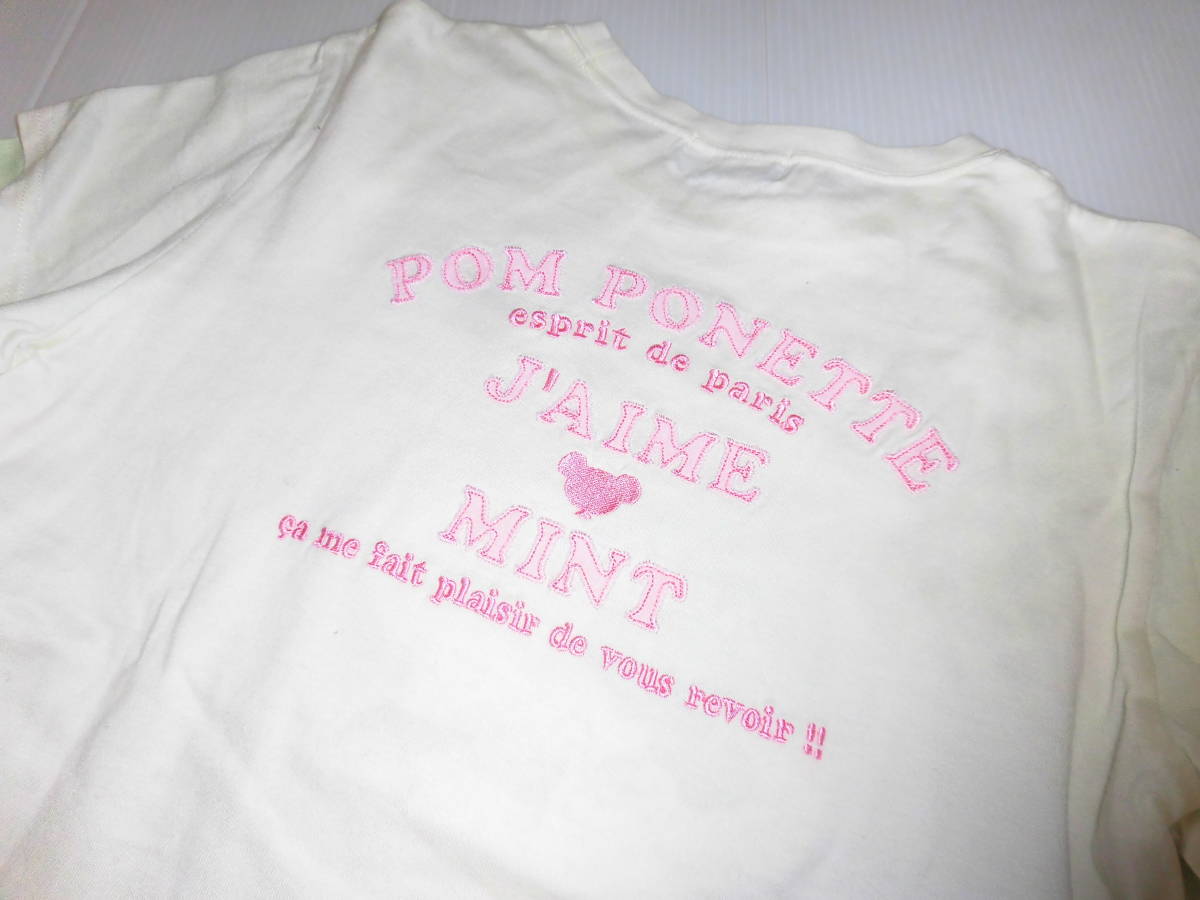 POM PONETTE
esprit de paris
J'AIME
MINT
ça me fait plaisir de vous revoir !!